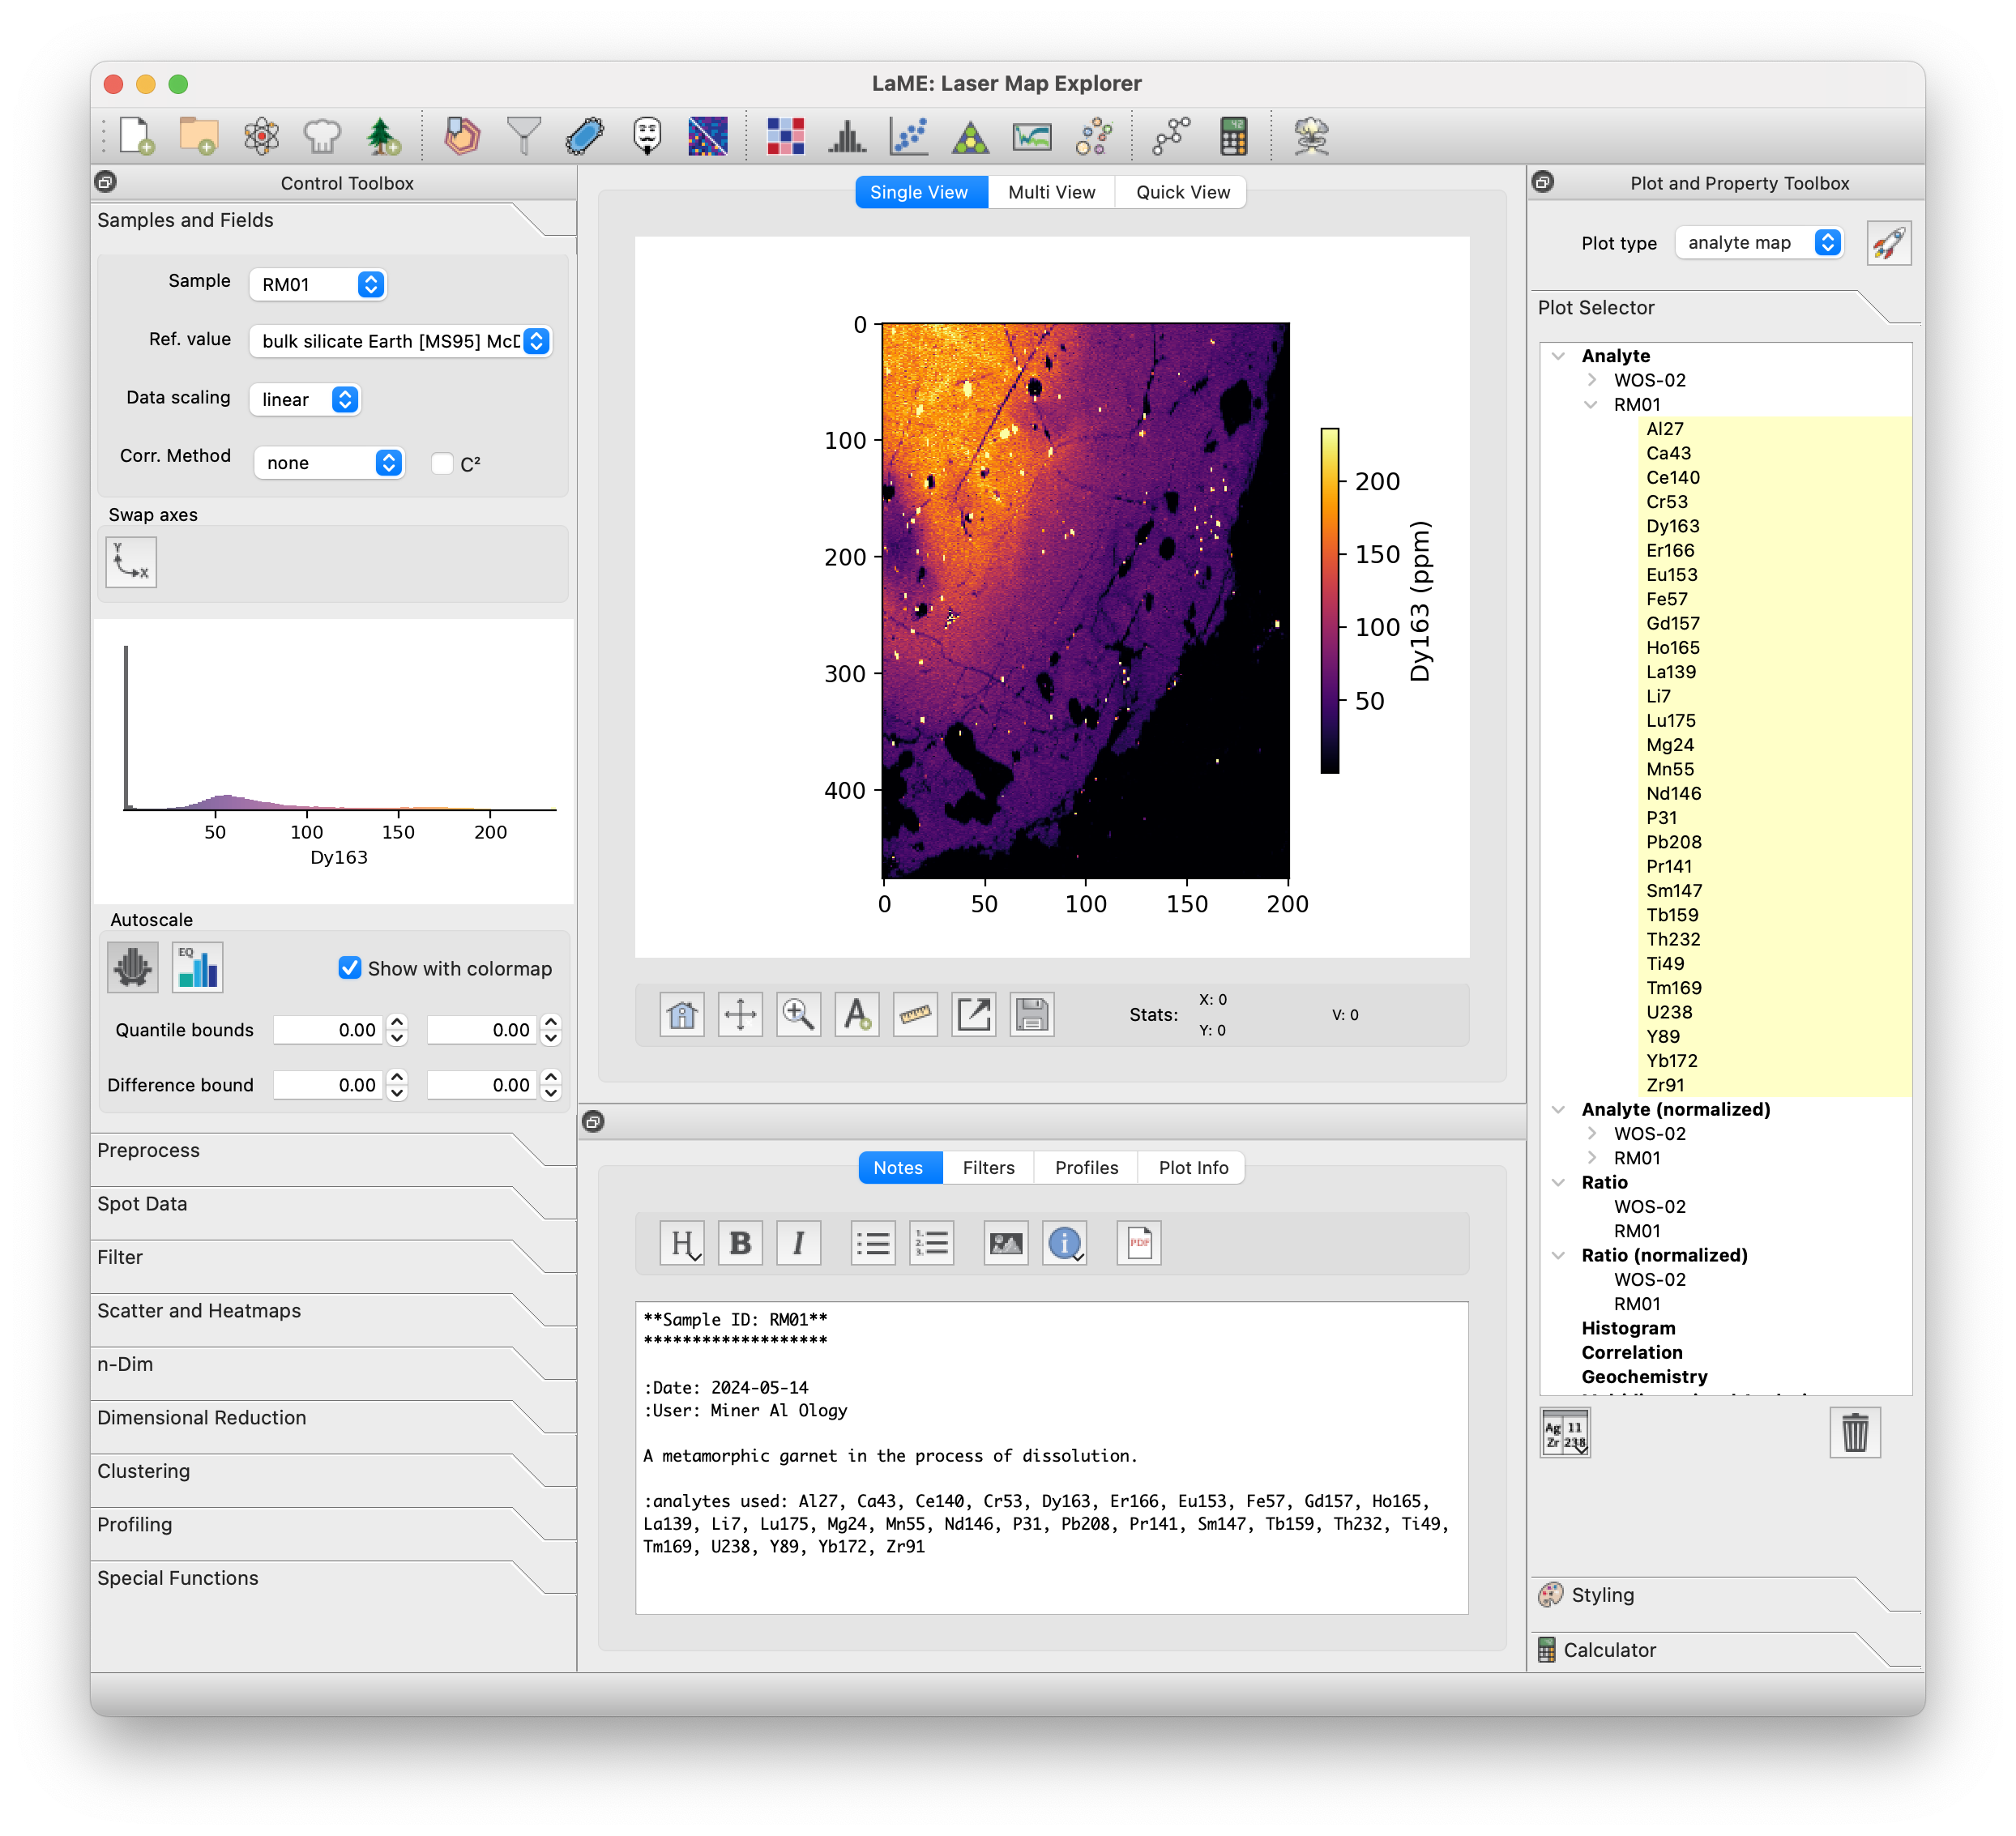 LaME: Laser Map Explorer
42
Control Toolbox
Samples and Fields
Sample RM01
Ref. value bulk silicate Earth [MS95] McD
Data scaling linear
Corr. Method none C²
Swap axes
Y
X
50 100 150 200
Dy163
Autoscale
EQ
Show with colormap
Quantile bounds 0.00 0.00
Difference bound 0.00 0.00
Preprocess
Spot Data
Filter
Scatter and Heatmaps
n-Dim
Dimensional Reduction
Clustering
Profiling
Special Functions
Single View Multi View Quick View
0
100
200
300
400
0 50 100 150 200
200
150
100
50
Dy163 (ppm)
A
Stats: X: 0 V: 0
Y: 0
Notes Filters Profiles Plot Info
H B I 1. 2. 3. i PDF
**Sample ID: RM01**
*******************
:Date: 2024-05-14
:User: Miner Al Ology
A metamorphic garnet in the process of dissolution.
:analytes used: Al27, Ca43, Ce140, Cr53, Dy163, Er166, Eu153, Fe57, Gd157, Ho165,
La139, Li7, Lu175, Mg24, Mn55, Nd146, P31, Pb208, Pr141, Sm147, Tb159, Th232, Ti49,
Tm169, U238, Y89, Yb172, Zr91
Plot and Property Toolbox
Plot type analyte map
Plot Selector
Analyte
WOS-02
RM01
Al27
Ca43
Ce140
Cr53
Dy163
Er166
Eu153
Fe57
Gd157
Ho165
La139
Li7
Lu175
Mg24
Mn55
Nd146
P31
Pb208
Pr141
Sm147
Tb159
Th232
Ti49
Tm169
U238
Y89
Yb172
Zr91
Analyte (normalized)
WOS-02
RM01
Ratio
WOS-02
RM01
Ratio (normalized)
WOS-02
RM01
Histogram
Correlation
Geochemistry
Ag 11
Zr 238
Styling
Calculator